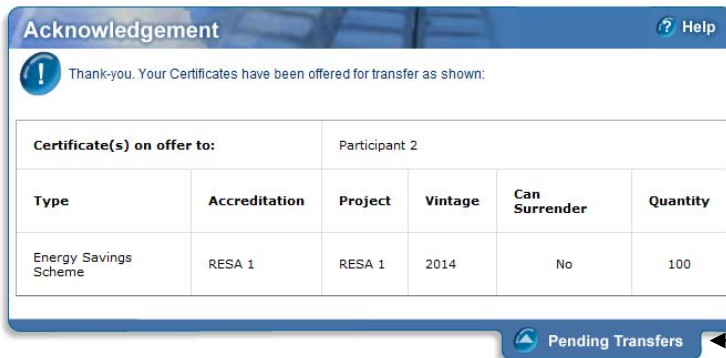 Acknowledgement
? Help
! Thank-you. Your Certificates have been offered for transfer as shown:
Certificate(s) on offer to: Participant 2
Type Accreditation Project Vintage Can Surrender Quantity
Energy Savings Scheme RESA 1 RESA 1 2014 No 100
Pending Transfers